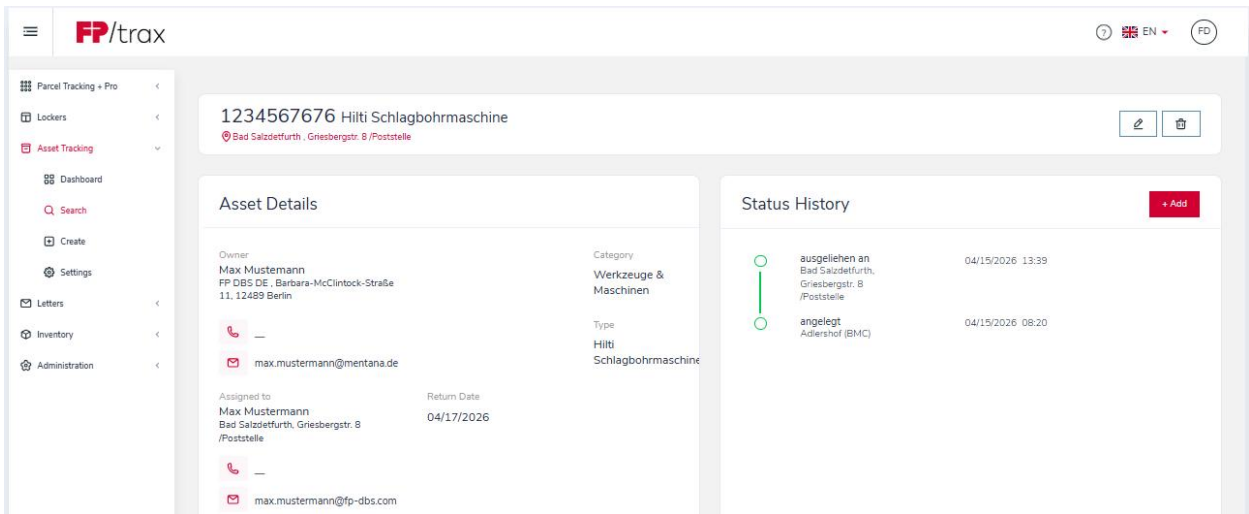 FP/trax
? EN
FD
Parcel Tracking + Pro
Lockers
Asset Tracking
Dashboard
Search
Create
Settings
Letters
Inventory
Administration
1234567676 Hilti Schlagbohrmaschine
Bad Salzdetfurth , Griesbergstr. 8 /Poststelle
Asset Details
Owner
Max Mustemann
FP DBS DE , Barbara-McClintock-Straße
11, 12489 Berlin
—
max.mustermann@mentana.de
Category
Werkzeuge &
Maschinen
Type
Hilti
Schlagbohrmaschine
Assigned to
Max Mustermann
Bad Salzdetfurth, Griesbergstr. 8
/Poststelle
Return Date
04/17/2026
—
max.mustermann@fp-dbs.com
Status History
+ Add
ausgeliehen an
Bad Salzdetfurth,
Griesbergstr. 8
/Poststelle
04/15/2026 13:39
angelegt
Adlershof (BMC)
04/15/2026 08:20